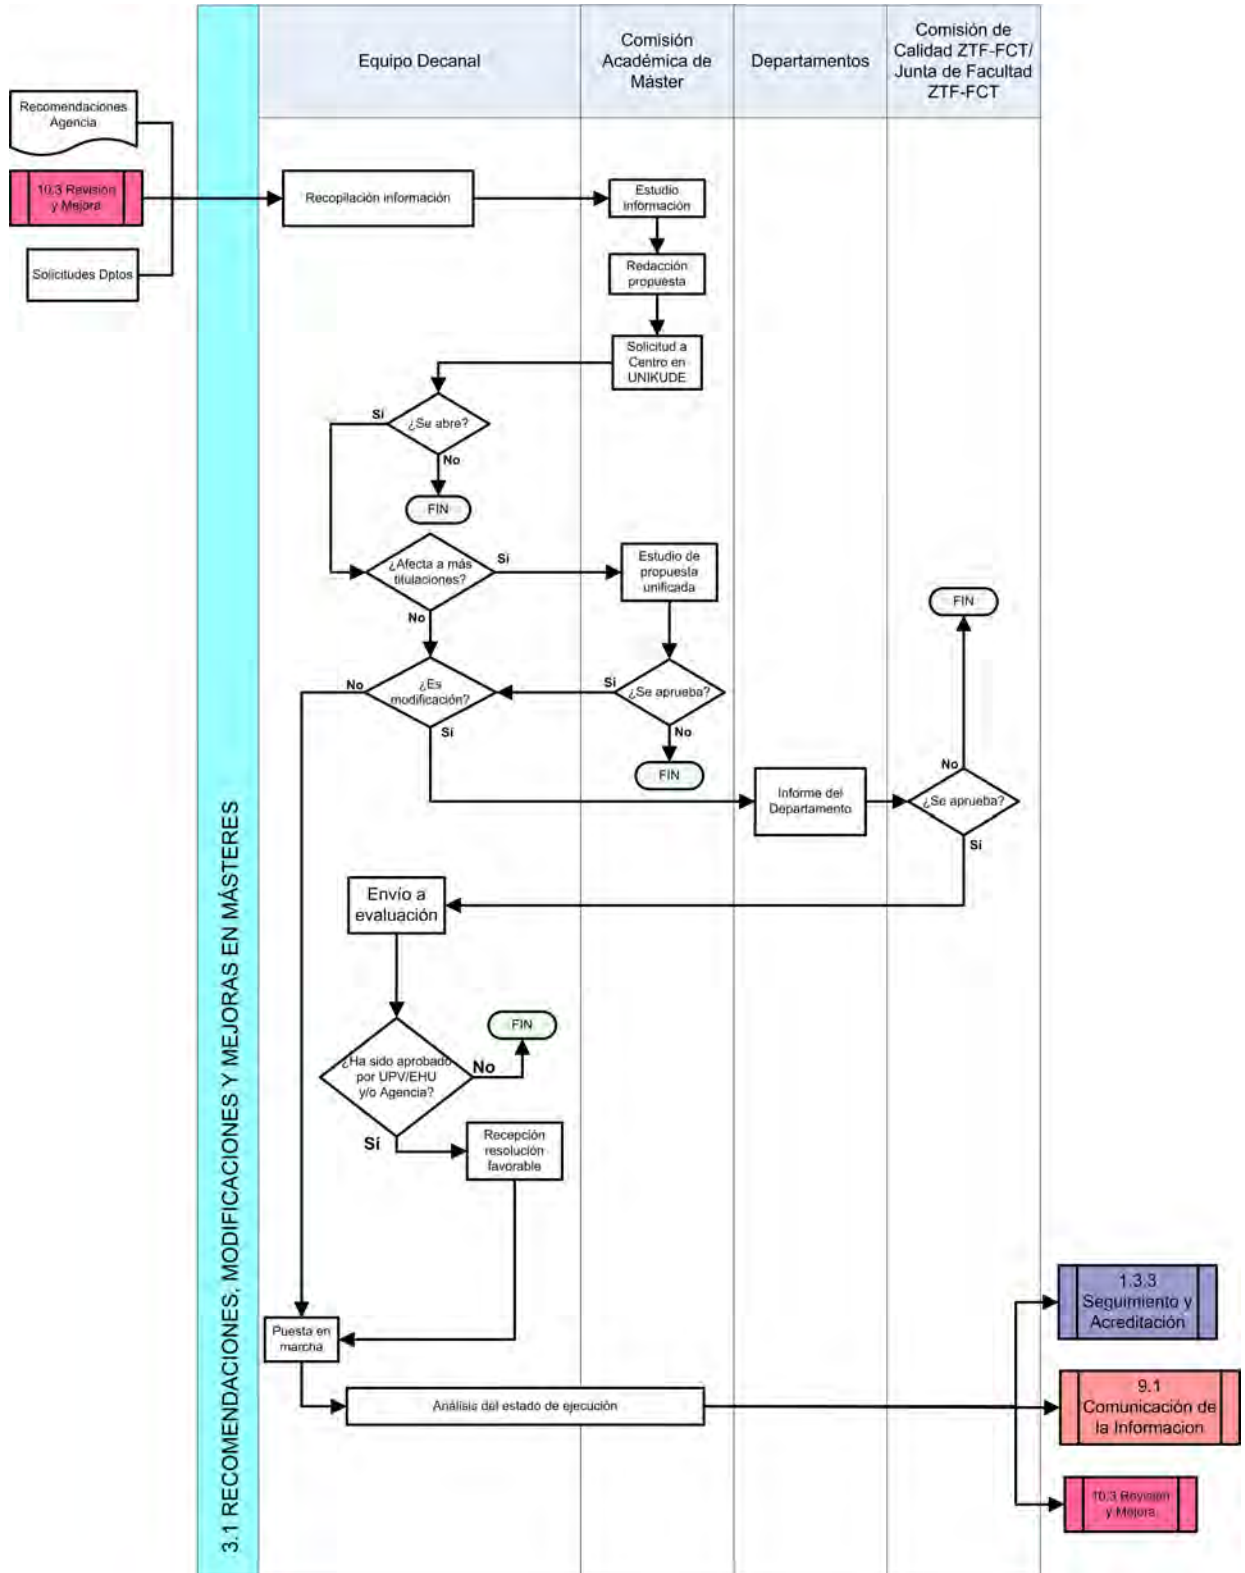 Equipo Decanal
Comisión
Académica de
Máster
Departamentos
Comisión de
Calidad ZTF-FCT/
Junta de Facultad
ZTF-FCT
3.1 RECOMENDACIONES, MODIFICACIONES Y MEJORAS EN MÁSTERES
Recomendaciones
Agencia
10.3 Revisión
y Mejora
Solicitudes Dptos
Recopilación información
Estudio
información
Redacción
propuesta
Solicitud a
Centro en
UNIKUDE
Sí
¿Se abre?
No
FIN
¿Afecta a más
titulaciones?
Sí
No
Estudio de
propuesta
unificada
FIN
No
¿Es
modificación?
Sí
Sí
¿Se aprueba?
No
FIN
Informe del
Departamento
No
¿Se aprueba?
Sí
Envío a
evaluación
FIN
¿Ha sido aprobado
por UPV/EHU
y/o Agencia?
No
Sí
Recepción
resolución
favorable
Puesta en
marcha
Análisis del estado de ejecución
1.3.3
Seguimiento y
Acreditación
9.1
Comunicación de
la Informacion
10.3 Revisión
y Mejora